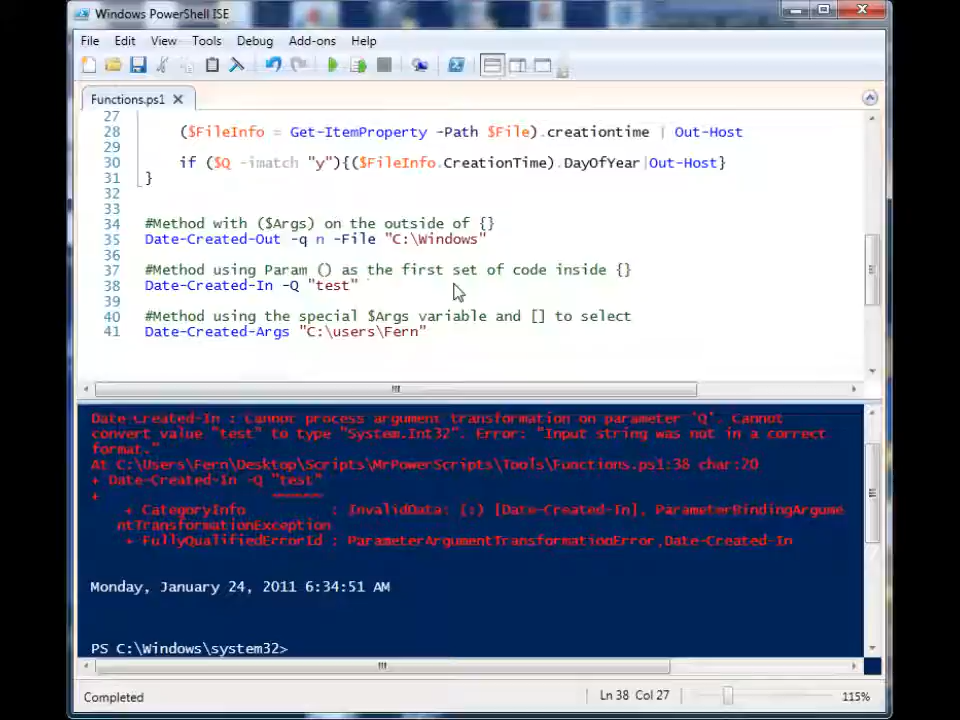 Windows PowerShell ISE
File Edit View Tools Debug Add-ons Help
Functions.ps1
27
28 ($FileInfo = Get-ItemProperty -Path $File).creationtime | Out-Host
29
30 if ($Q -imatch "y"){($FileInfo.CreationTime).DayOfYear|Out-Host}
31 }
32
33
34 #Method with ($Args) on the outside of {}
35 Date-Created-Out -q n -File "C:\Windows"
36
37 #Method using Param () as the first set of code inside {}
38 Date-Created-In -Q "test"
39
40 #Method using the special $Args variable and [] to select
41 Date-Created-Args "C:\users\Fern"
Date-Created-In : Cannot process argument transformation on parameter 'Q'. Cannot
convert value "test" to type "System.Int32". Error: "Input string was not in a correct
format."
At C:\Users\Fern\Desktop\Scripts\MrPowerScripts\Tools\Functions.ps1:38 char:20
+ Date-Created-In -Q "test"
+ ~~~~~~
+ CategoryInfo : InvalidData: (:) [Date-Created-In], ParameterBindingArgume
ntTransformationException
+ FullyQualifiedErrorId : ParameterArgumentTransformationError,Date-Created-In
Monday, January 24, 2011 6:34:51 AM
PS C:\Windows\system32>
Completed Ln 38 Col 27 115%